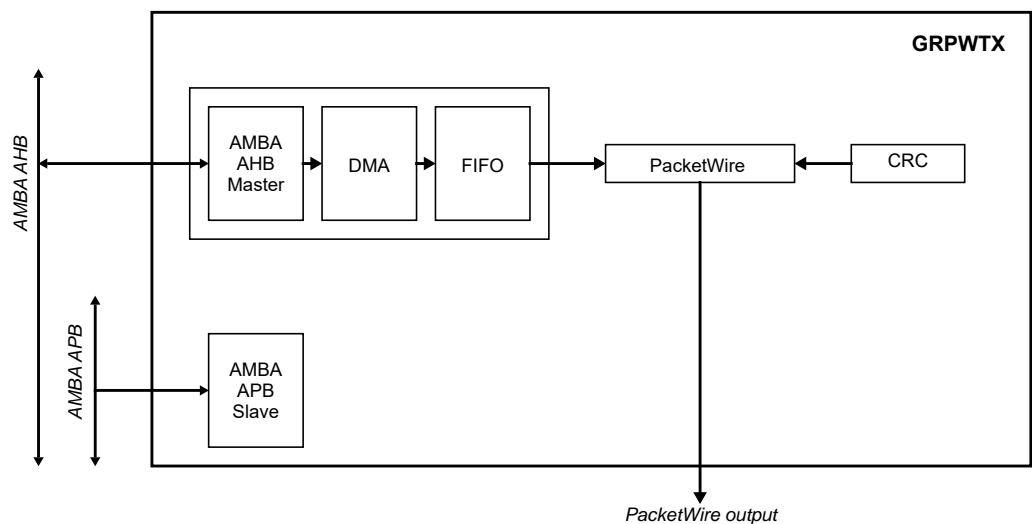 GRPWTX
AMBA AHB
AMBA
AHB
Master
DMA
FIFO
PacketWire
CRC
AMBA APB
AMBA
APB
Slave
PacketWire output